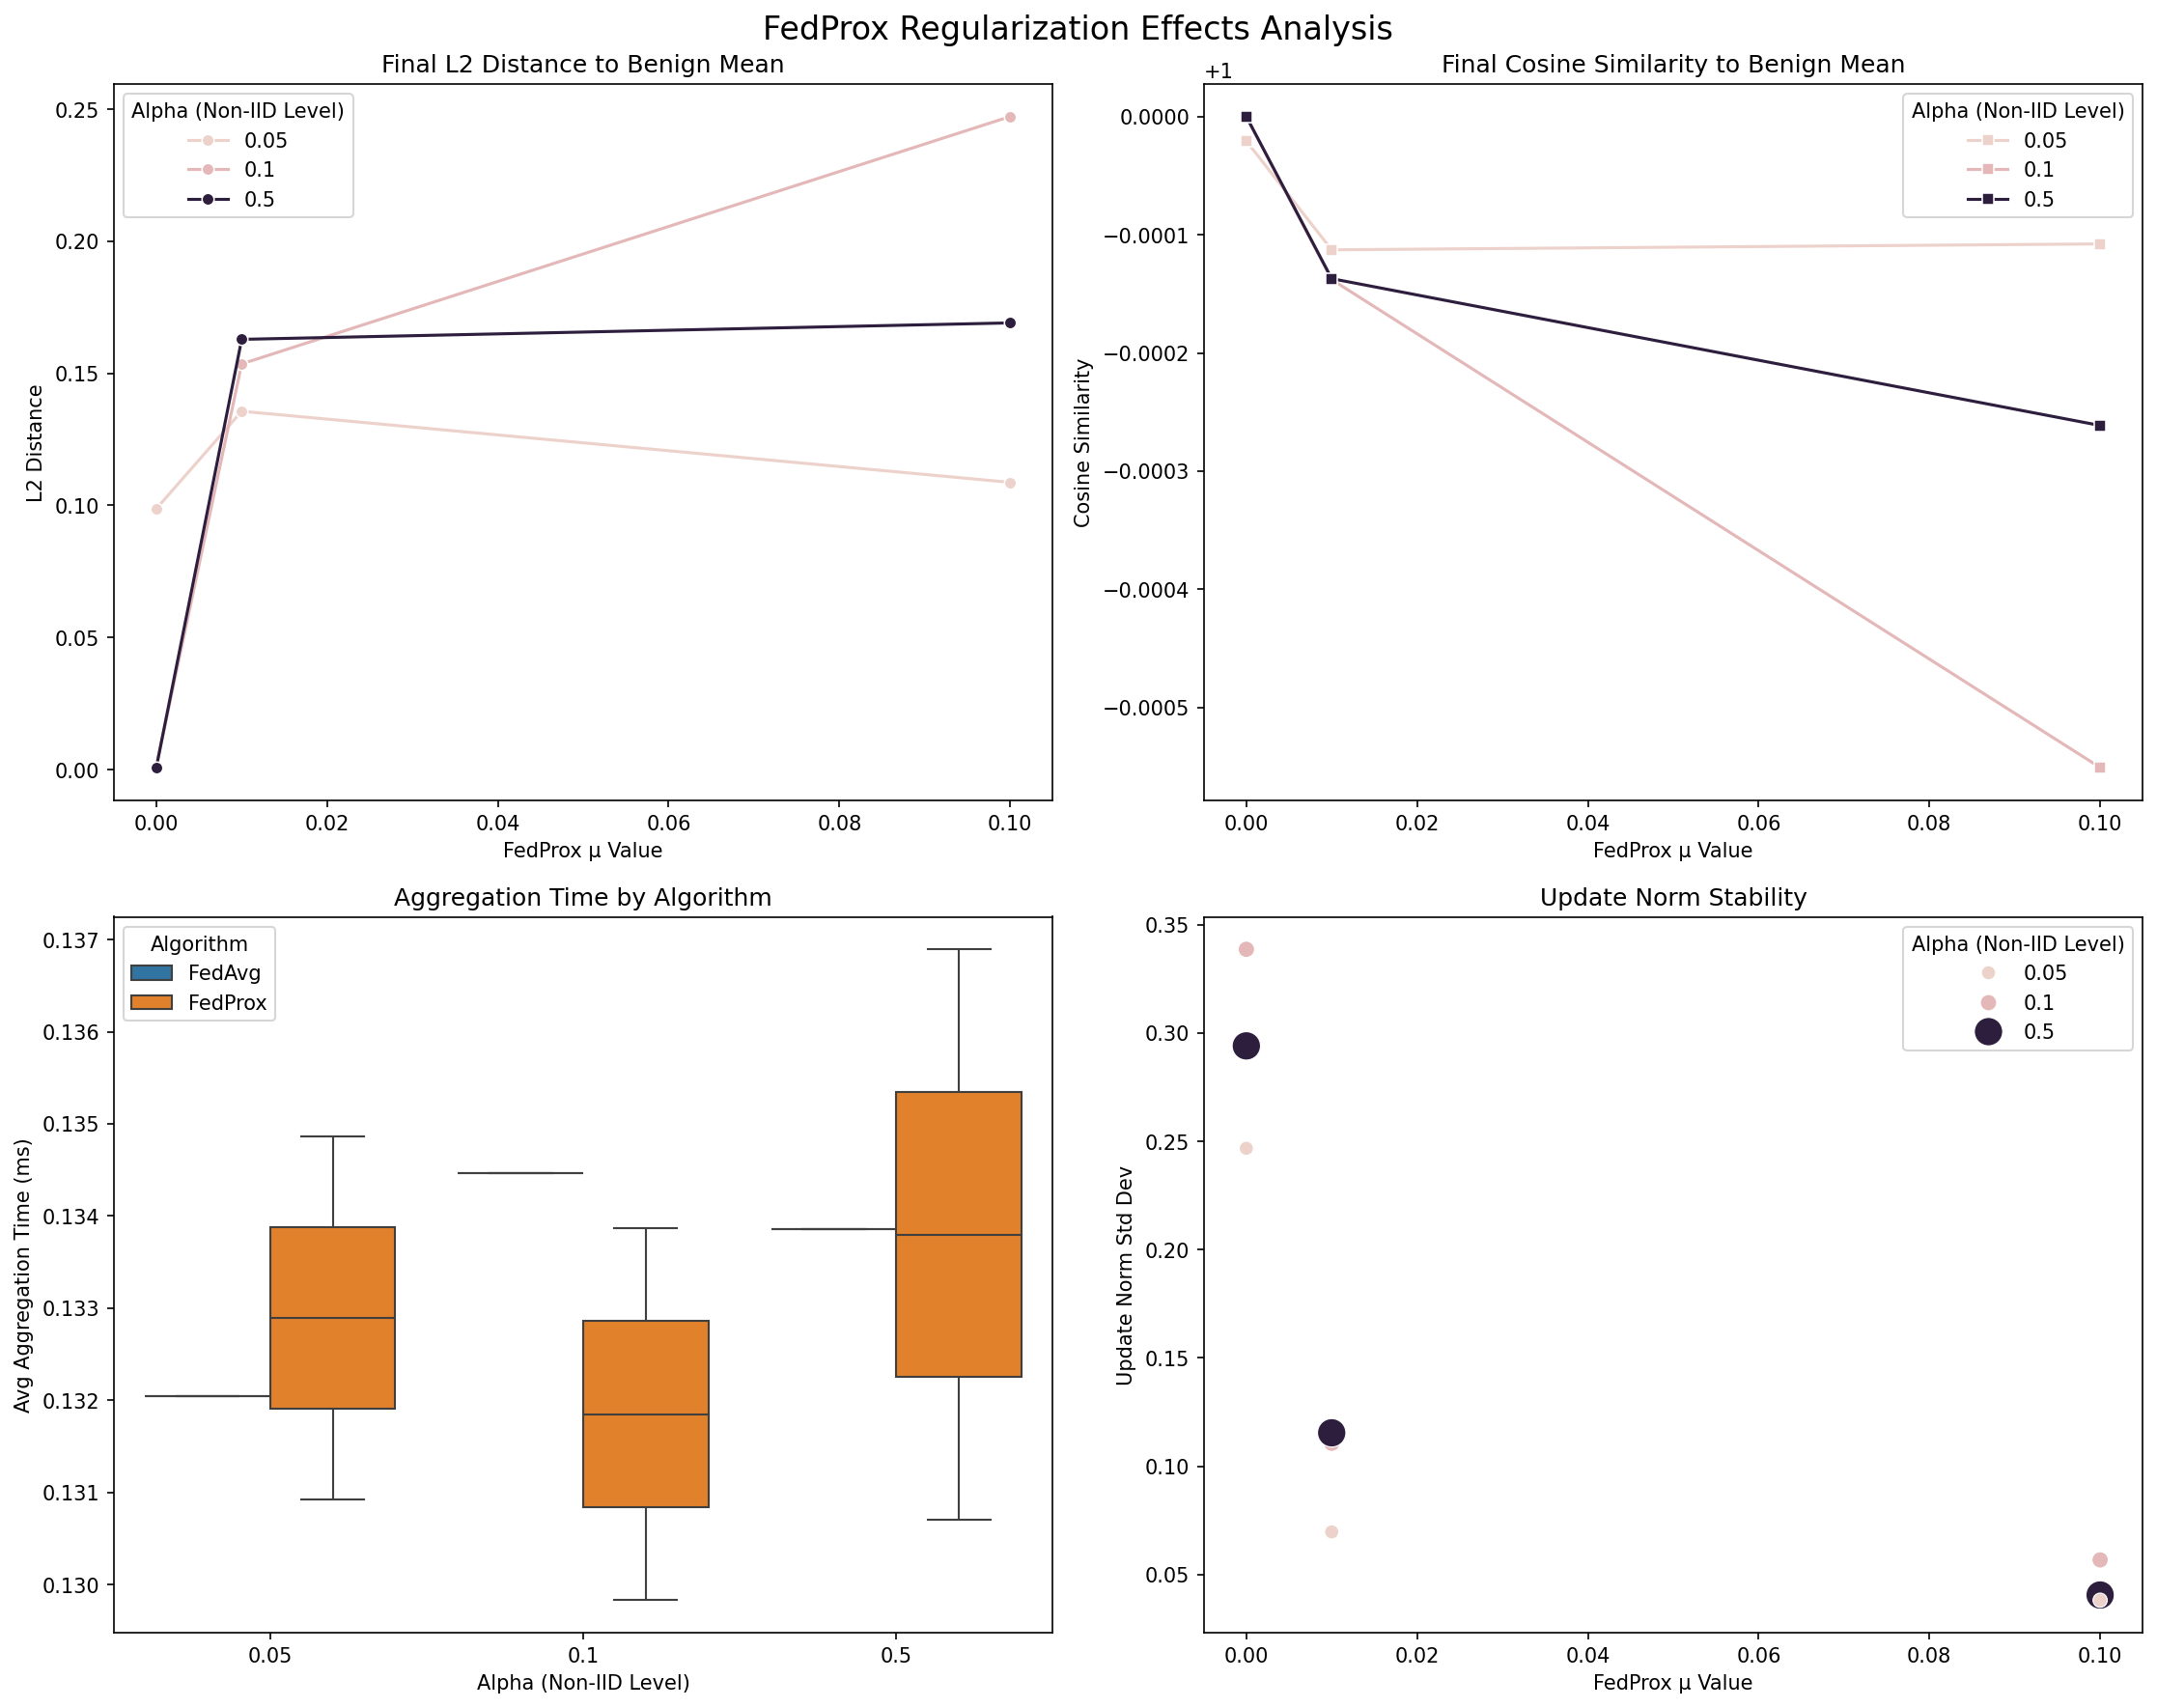 FedProx Regularization Effects Analysis
Final L2 Distance to Benign Mean
0.25
0.20
0.15
0.10
0.05
0.00
L2 Distance
Alpha (Non-IID Level)
0.05
0.1
0.5
0.00 0.02 0.04 0.06 0.08 0.10
FedProx μ Value
Final Cosine Similarity to Benign Mean
+1
0.0000
−0.0001
−0.0002
−0.0003
−0.0004
−0.0005
Cosine Similarity
Alpha (Non-IID Level)
0.05
0.1
0.5
0.00 0.02 0.04 0.06 0.08 0.10
FedProx μ Value
Aggregation Time by Algorithm
0.137
0.136
0.135
0.134
0.133
0.132
0.131
0.130
Avg Aggregation Time (ms)
Algorithm
FedAvg
FedProx
0.05 0.1 0.5
Alpha (Non-IID Level)
Update Norm Stability
0.35
0.30
0.25
0.20
0.15
0.10
0.05
Update Norm Std Dev
Alpha (Non-IID Level)
0.05
0.1
0.5
0.00 0.02 0.04 0.06 0.08 0.10
FedProx μ Value